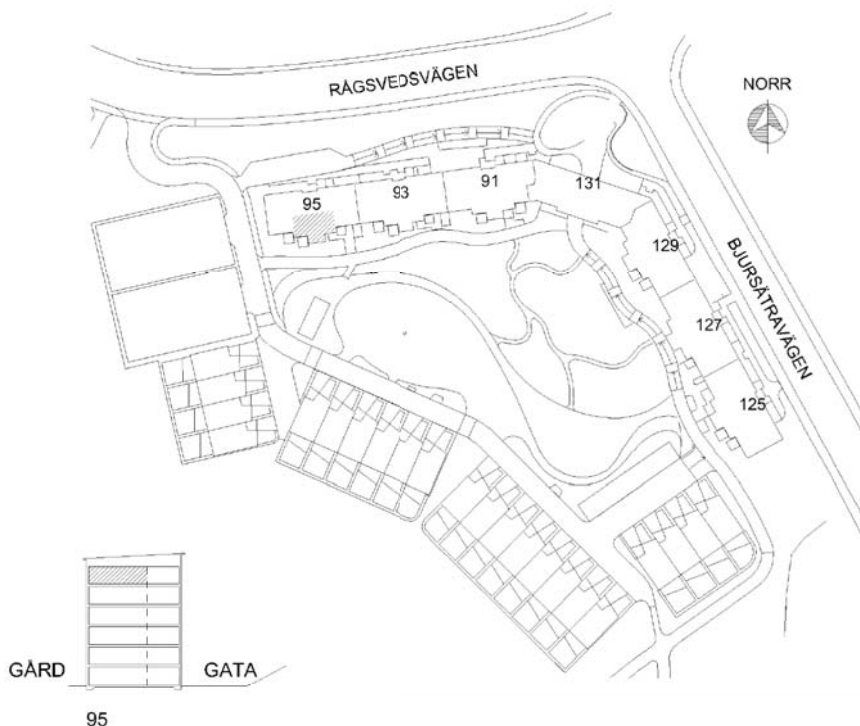 RÅGSVEDSVÄGEN
NORR
95
93
91
131
129
127
125
BJURSÄTRAVÄGEN
GÅRD
GATA
95